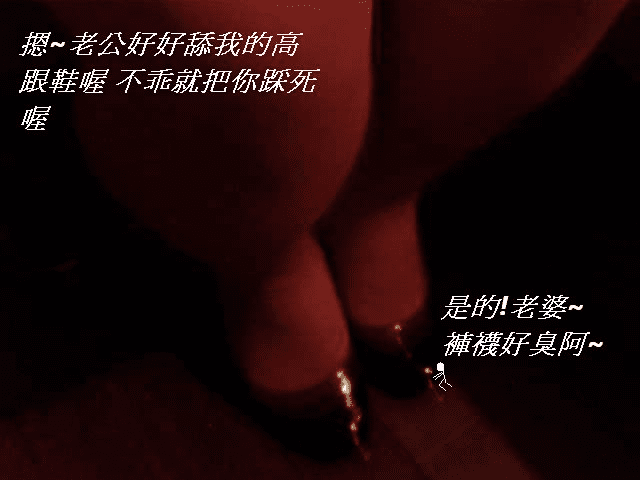 摁~老公好好舔我的高
跟鞋喔 不乖就把你踩死
喔
是的!老婆~
褲襪好臭阿~